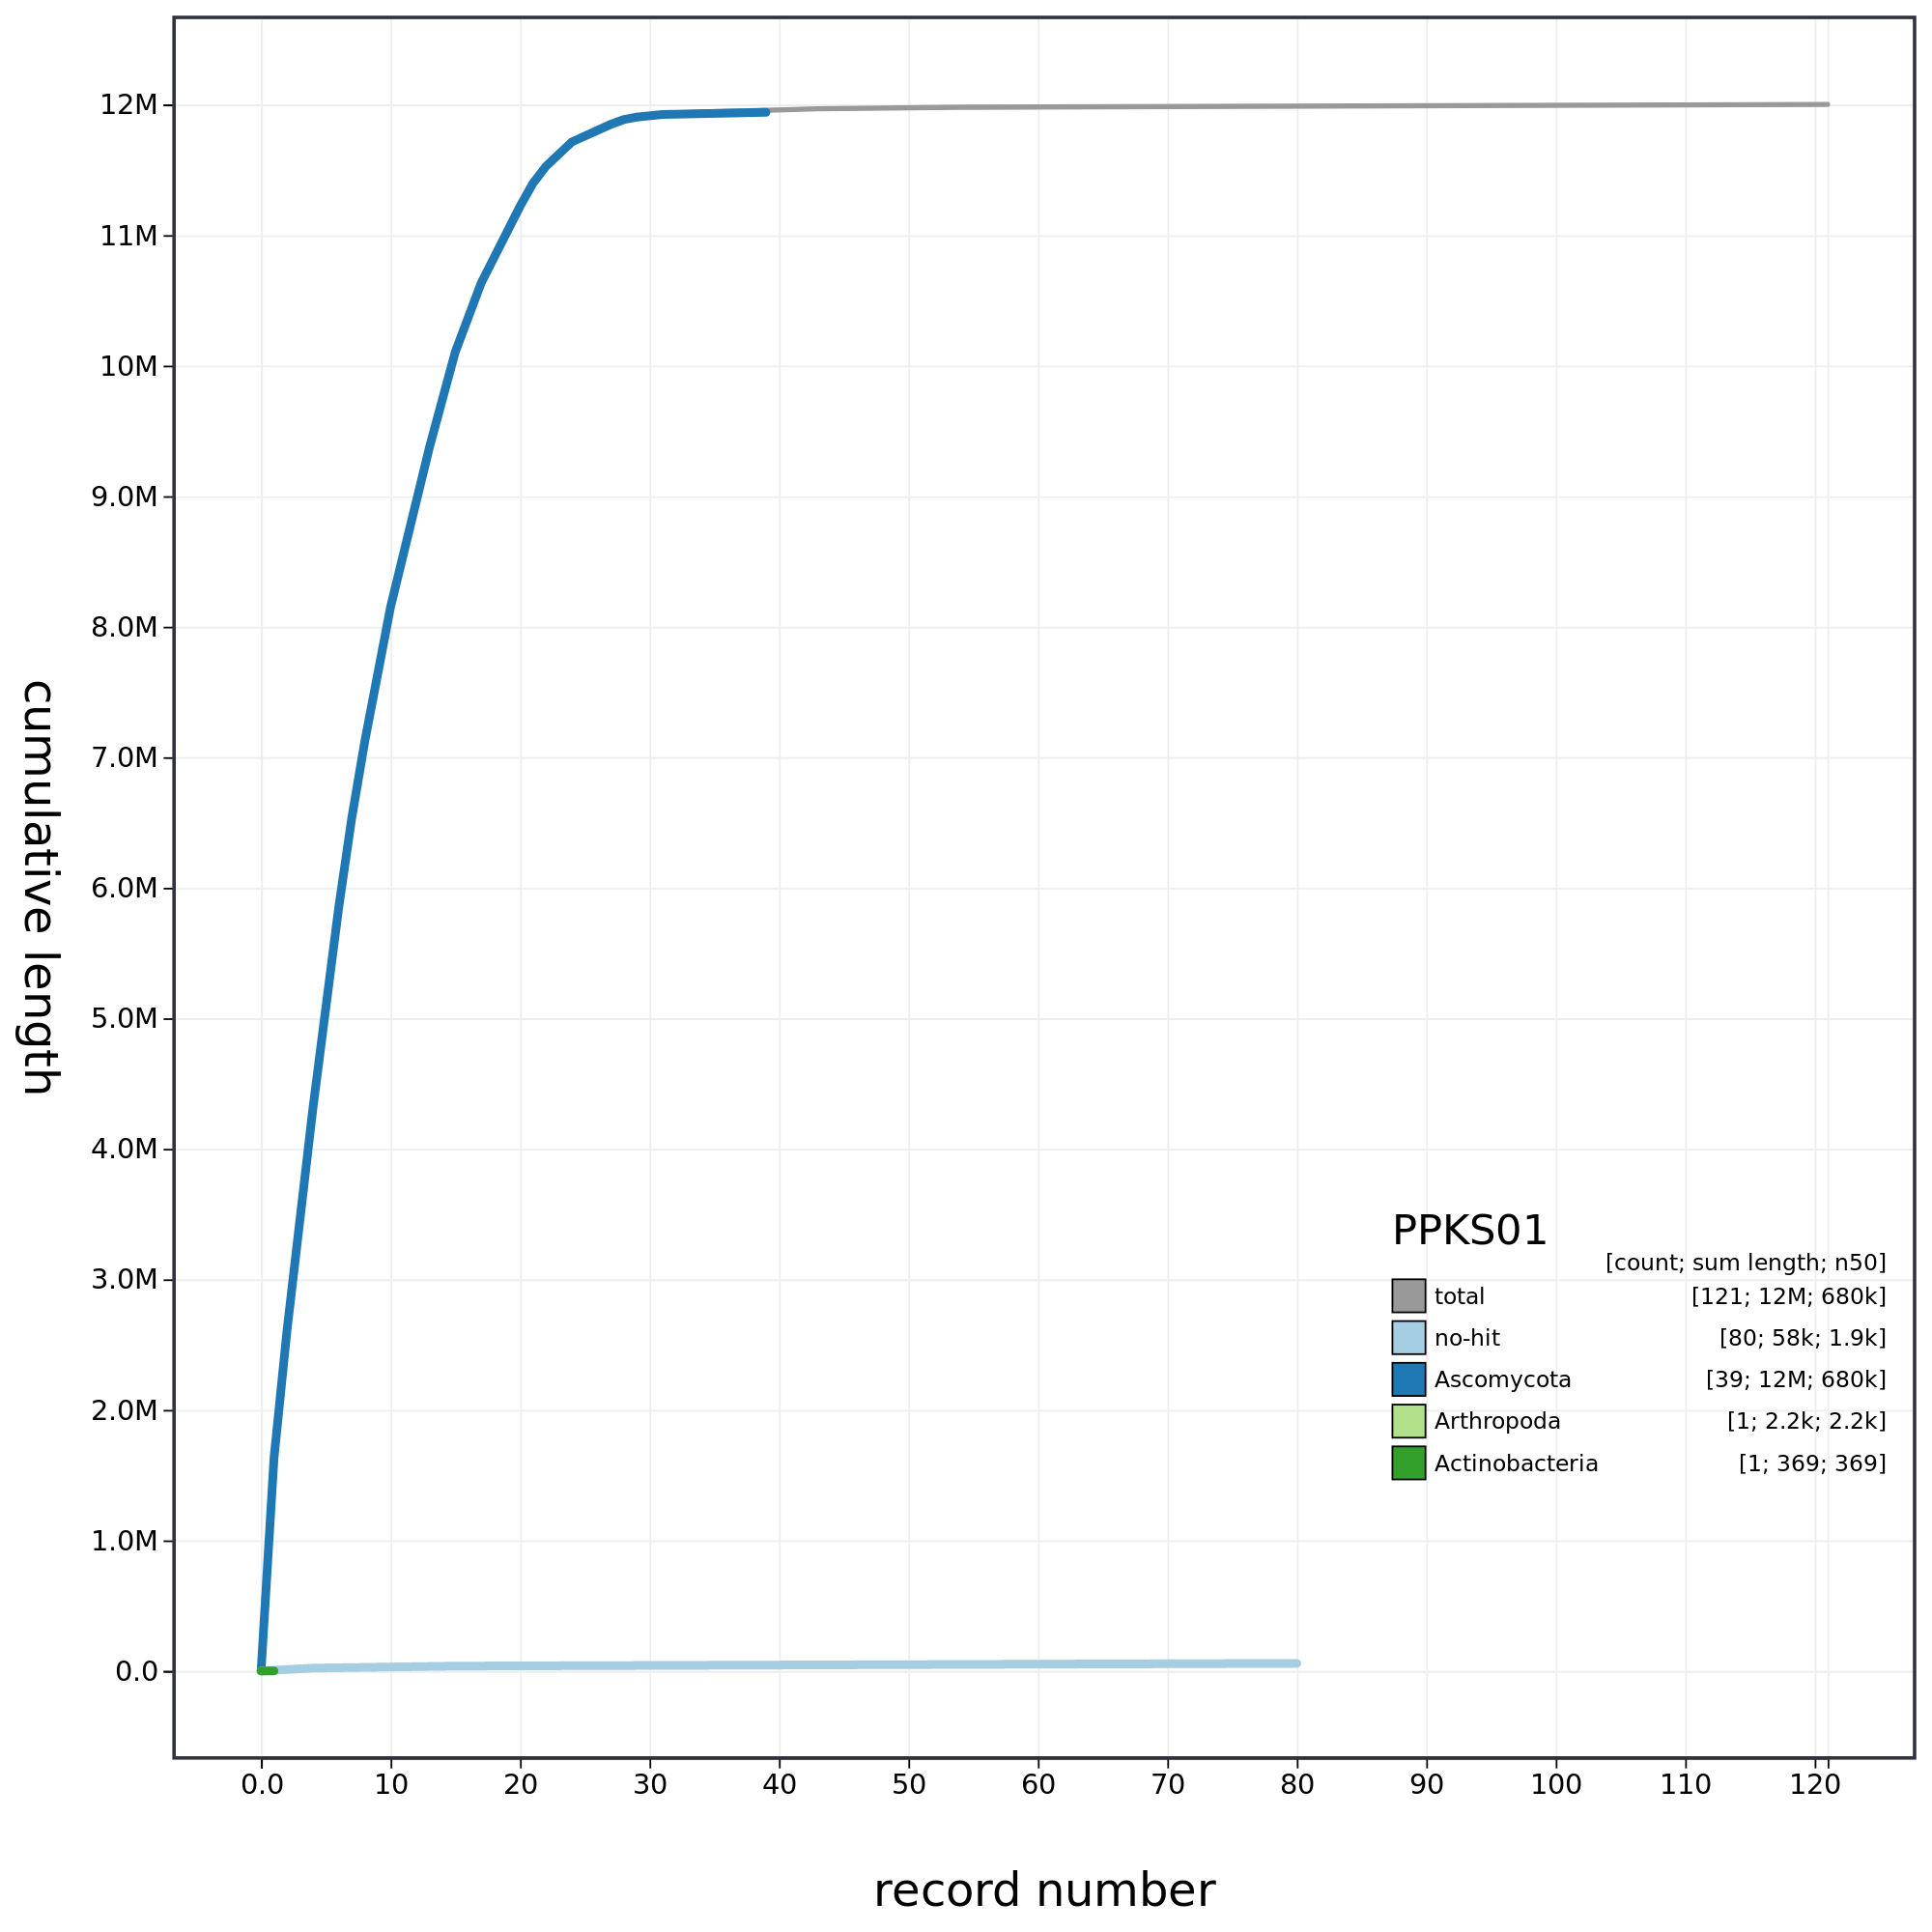 12M
11M
10M
9.0M
8.0M
7.0M
6.0M
5.0M
4.0M
3.0M
2.0M
1.0M
0.0
cumulative length
PPKS01
[count; sum length; n50]
total [121; 12M; 680k]
no-hit [80; 58k; 1.9k]
Ascomycota [39; 12M; 680k]
Arthropoda [1; 2.2k; 2.2k]
Actinobacteria [1; 369; 369]
0.0 10 20 30 40 50 60 70 80 90 100 110 120
record number